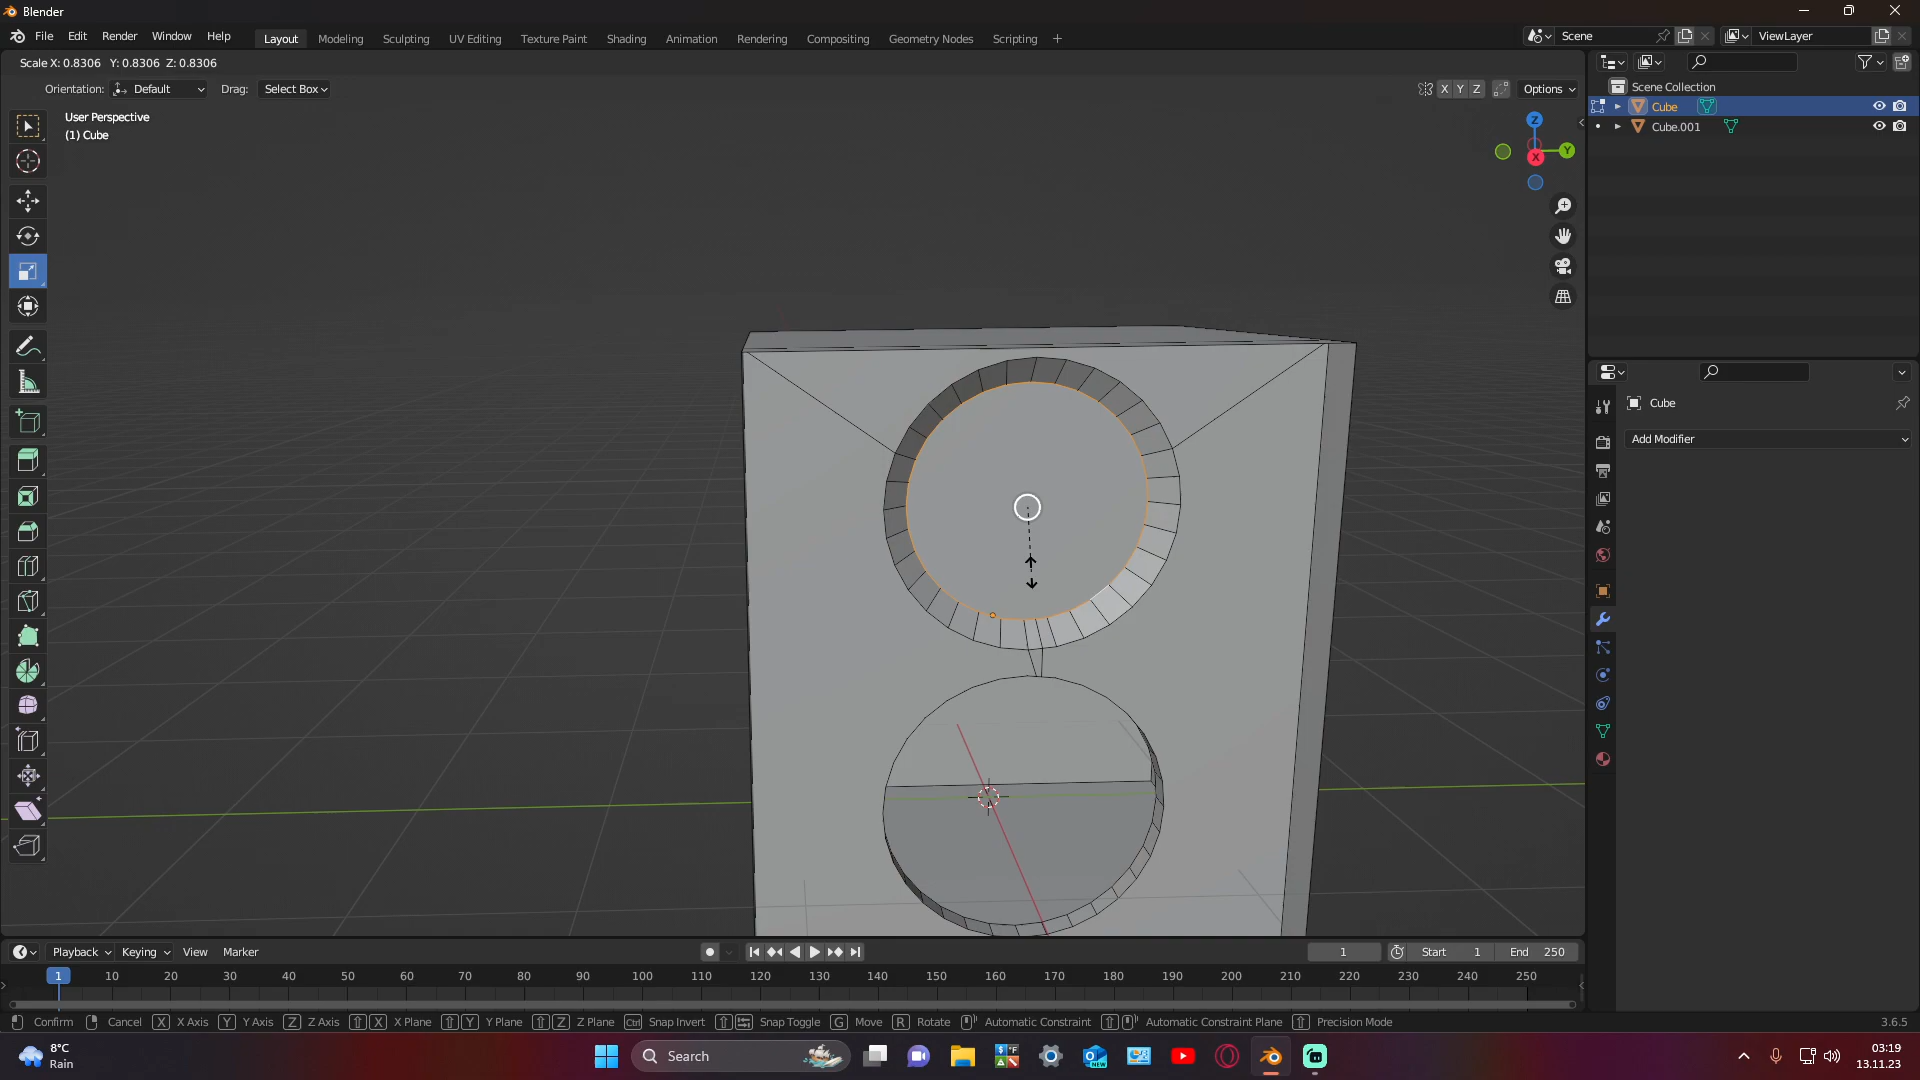 Blender
File Edit Render Window Help Layout Modeling Sculpting UV Editing Texture Paint Shading Animation Rendering Compositing Geometry Nodes Scripting + Scene ViewLayer
Scale X: 0.8306 Y: 0.8306 Z: 0.8306
Orientation: Default Drag: Select Box X Y Z Options
User Perspective
(1) Cube
Z
Y
X
Scene Collection
Cube
Cube.001
Cube
Add Modifier
Playback Keying View Marker 1 Start 1 End 250
1 10 20 30 40 50 60 70 80 90 100 110 120 130 140 150 160 170 180 190 200 210 220 230 240 250
Confirm Cancel X X Axis Y Y Axis Z Z Axis X X Plane Y Y Plane Z Z Plane Ctrl Snap Invert Snap Toggle G Move R Rotate Automatic Constraint Automatic Constraint Plane Precision Mode 3.6.5
8°C
Rain
Search
NEW
03:19
13.11.23